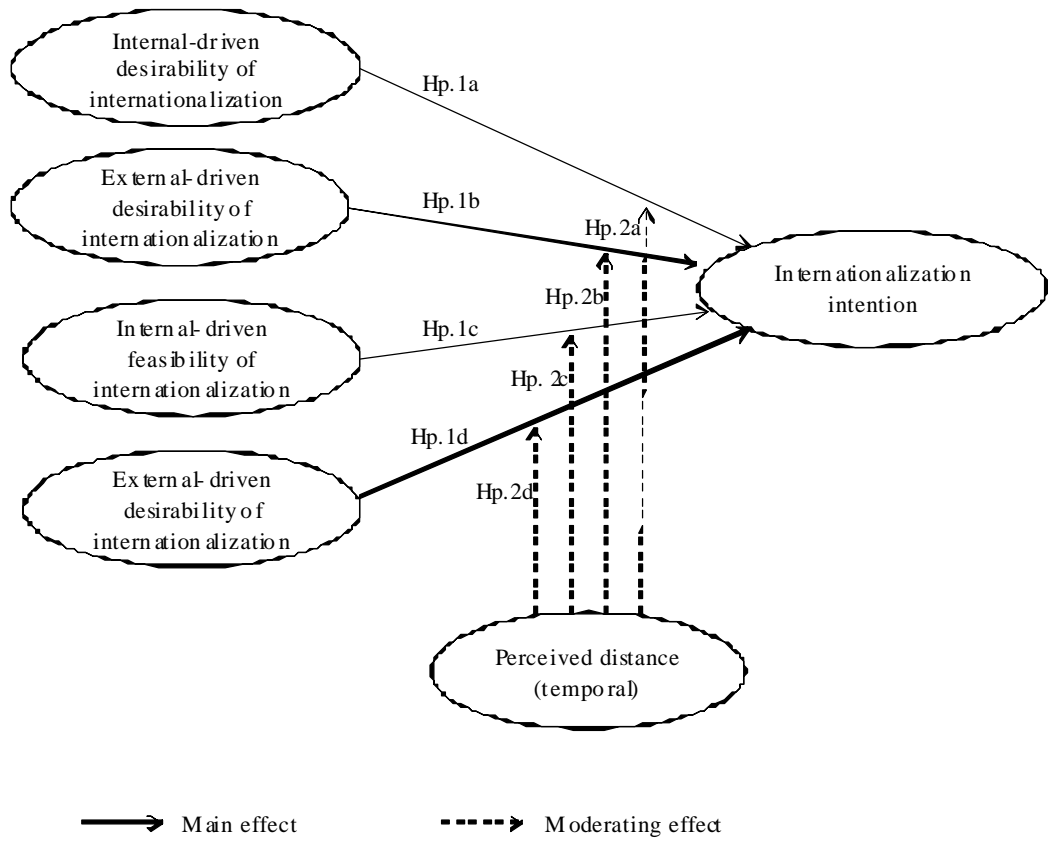 Internal-driven
desirability of
internationalization
Hp. 1a
External-driven
desirability of
internationalization
Hp. 1b
Hp. 2a
Internationalization
intention
Hp. 2b
Internal-driven
feasibility of
internationalization
Hp. 1c
Hp. 2c
Hp. 1d
External-driven
desirability of
internationalization
Hp. 2d
Perceived distance
(temporal)
Main effect
Moderating effect